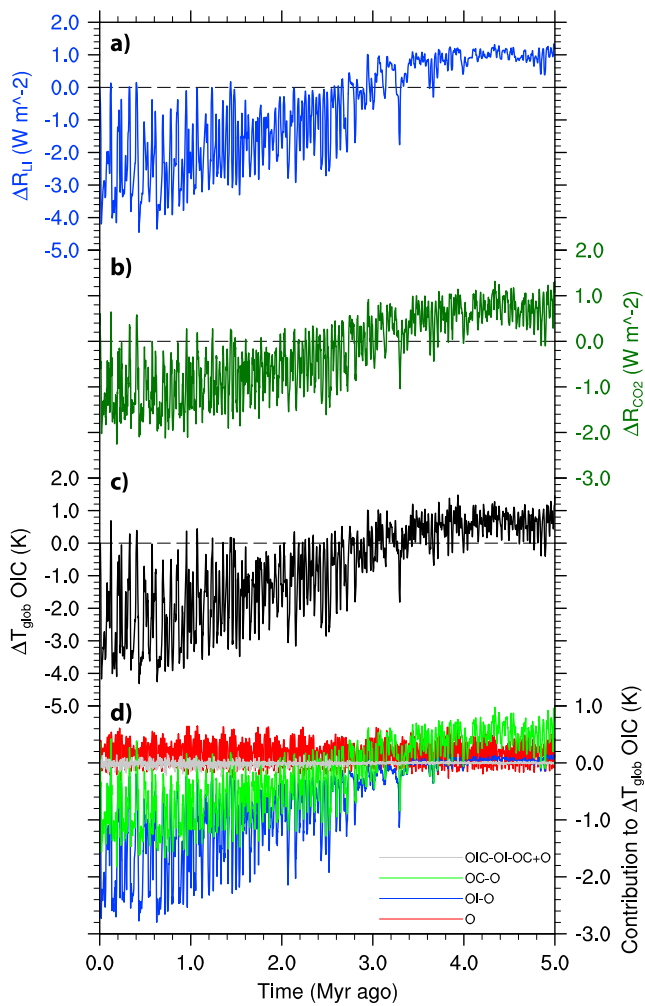 a)
2.0
1.0
0.0
-1.0
-2.0
-3.0
-4.0
-5.0
ΔR_LI (W m^-2)
b)
2.0
1.0
0.0
-1.0
-2.0
-3.0
ΔR_CO2 (W m^-2)
c)
2.0
1.0
0.0
-1.0
-2.0
-3.0
-4.0
-5.0
ΔT_glob OIC (K)
d)
1.0
0.0
-1.0
-2.0
-3.0
Contribution to ΔT_glob OIC (K)
OIC-OI-OC+O
OC-O
OI-O
O
0.0 1.0 2.0 3.0 4.0 5.0
Time (Myr ago)